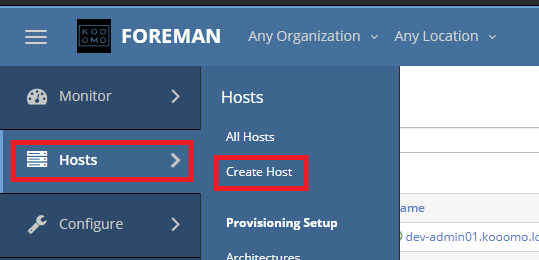 KOO
OMO
FOREMAN
Any Organization
Any Location
Monitor
Hosts
Configure
Hosts
All Hosts
Create Host
Provisioning Setup
Architectures
ame
dev-admin01.kooomo.lo